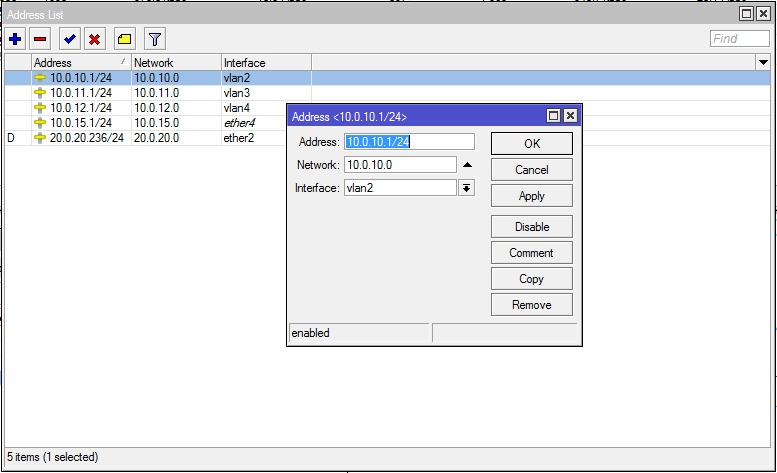 Address List
Find
Address Network Interface
10.0.10.1/24 10.0.10.0 vlan2
10.0.11.1/24 10.0.11.0 vlan3
10.0.12.1/24 10.0.12.0 vlan4
10.0.15.1/24 10.0.15.0 ether4
D 20.0.20.236/24 20.0.20.0 ether2
Address <10.0.10.1/24>
Address: 10.0.10.1/24
Network: 10.0.10.0
Interface: vlan2
OK
Cancel
Apply
Disable
Comment
Copy
Remove
enabled
5 items (1 selected)